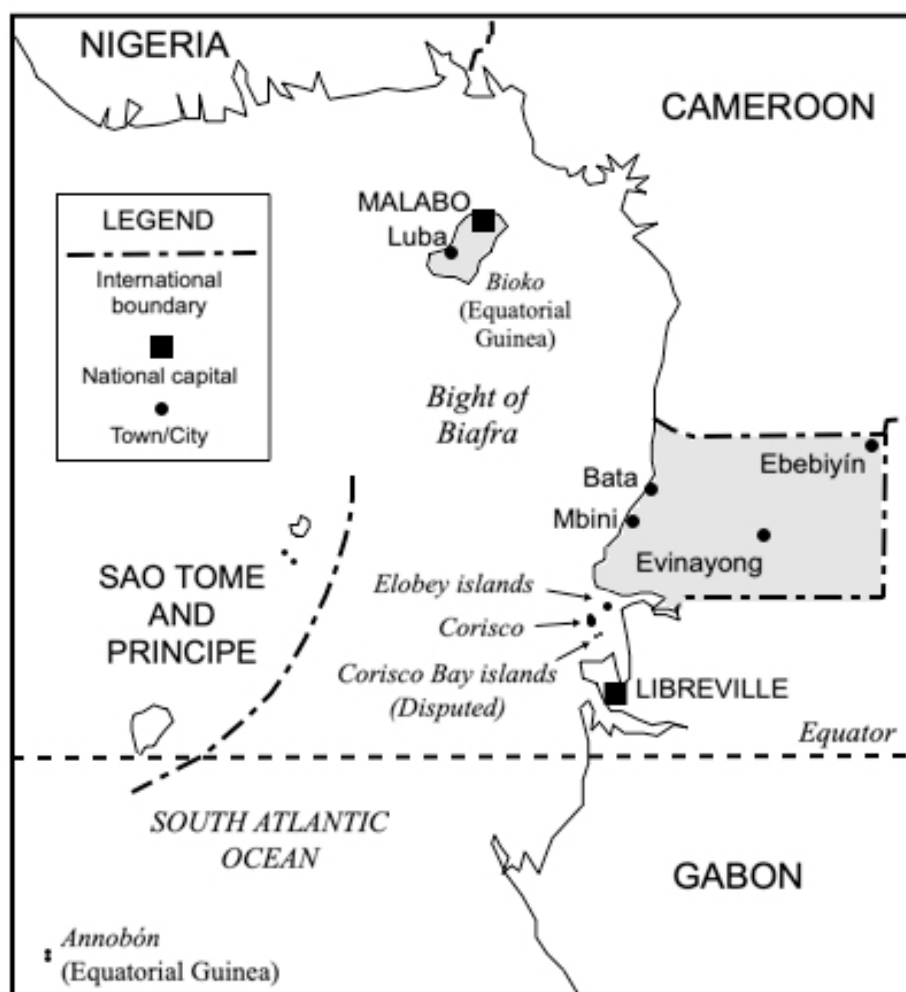 NIGERIA
CAMEROON
LEGEND
International
boundary
National capital
Town/City
MALABO
Luba
Bioko
(Equatorial
Guinea)
Bight of
Biafra
Ebebiyín
Bata
Mbini
Evinayong
SAO TOME
AND
PRINCIPE
Elobey islands
Corisco
Corisco Bay islands
(Disputed)
LIBREVILLE
Equator
SOUTH ATLANTIC
OCEAN
GABON
Annobón
(Equatorial Guinea)